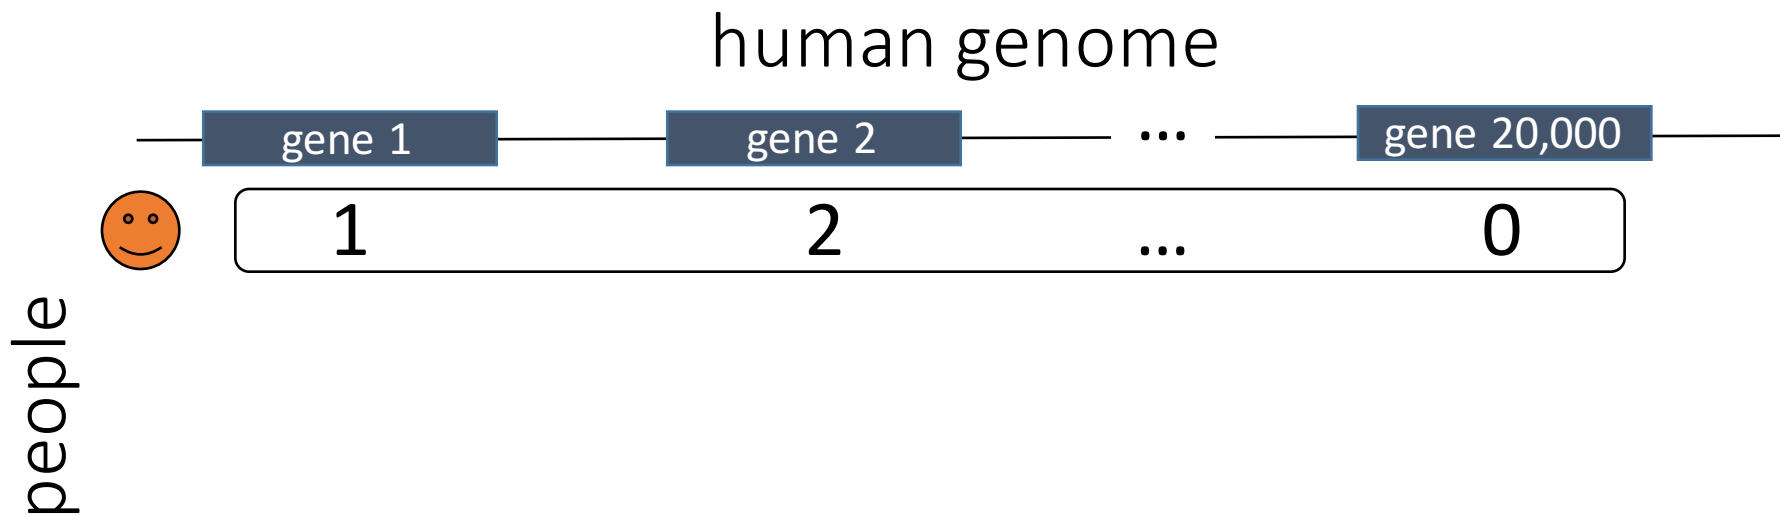 human genome
gene 1 gene 2 ... gene 20,000
1 2 ... 0
people